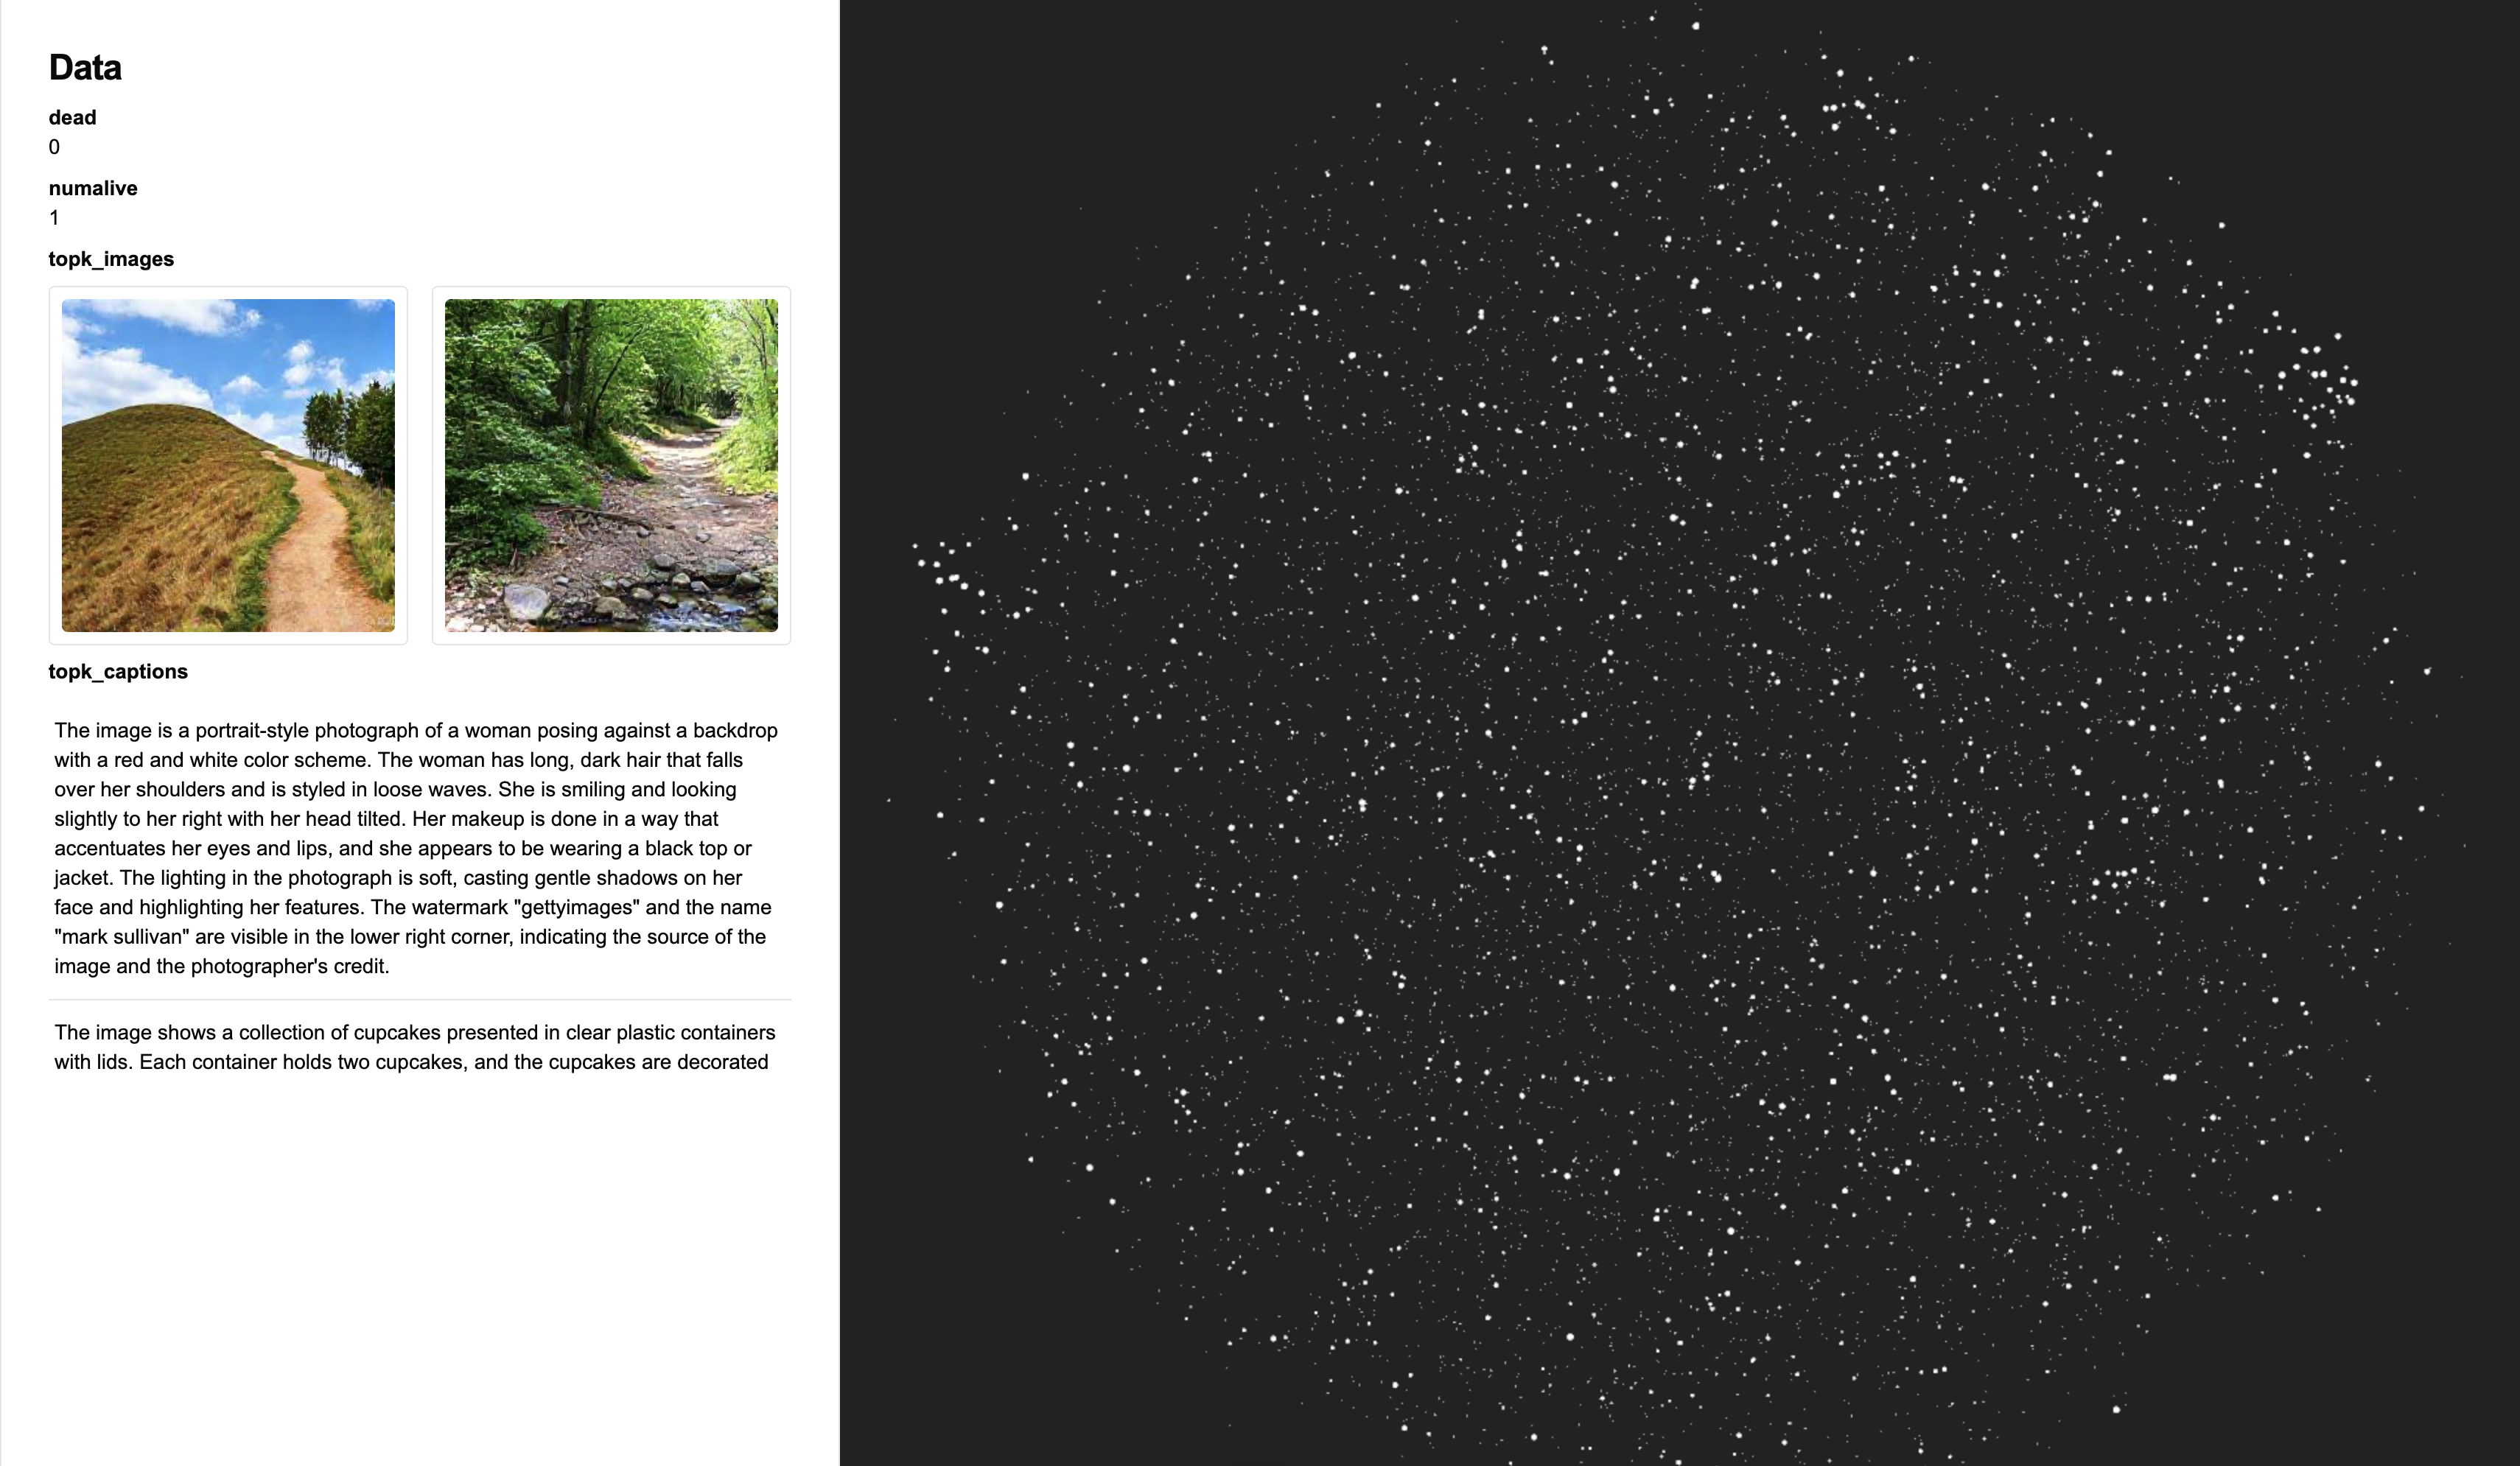 Data
dead
0
numalive
1
topk_images
topk_captions
The image is a portrait-style photograph of a woman posing against a backdrop
with a red and white color scheme. The woman has long, dark hair that falls
over her shoulders and is styled in loose waves. She is smiling and looking
slightly to her right with her head tilted. Her makeup is done in a way that
accentuates her eyes and lips, and she appears to be wearing a black top or
jacket. The lighting in the photograph is soft, casting gentle shadows on her
face and highlighting her features. The watermark "gettyimages" and the name
"mark sullivan" are visible in the lower right corner, indicating the source of the
image and the photographer's credit.
The image shows a collection of cupcakes presented in clear plastic containers
with lids. Each container holds two cupcakes, and the cupcakes are decorated